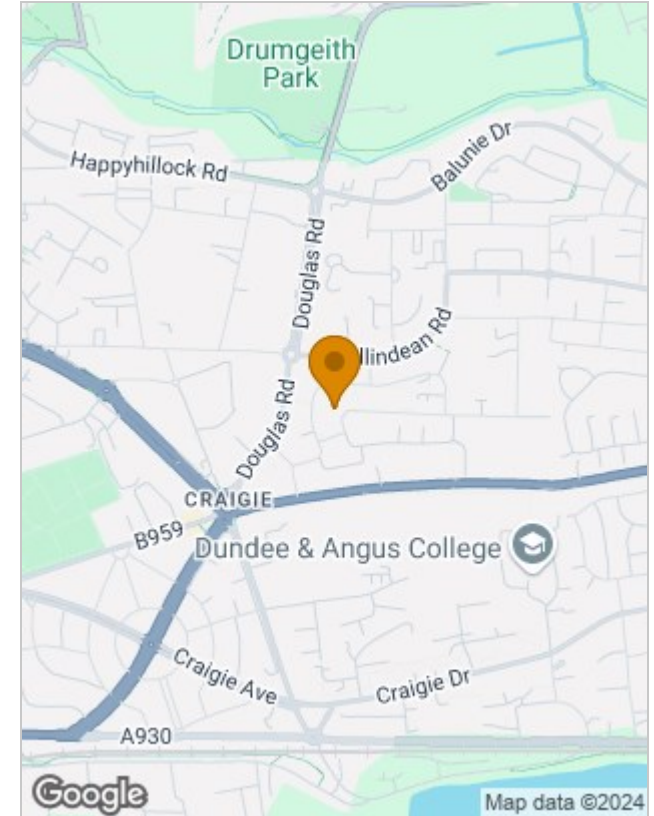 Drumgeith
Park
Happyhillock Rd
Balunie Dr
Douglas Rd
llindean Rd
Douglas Rd
CRAIGIE
B959
Dundee & Angus College
Craigie Ave
Craigie Dr
A930
Google
Map data ©2024